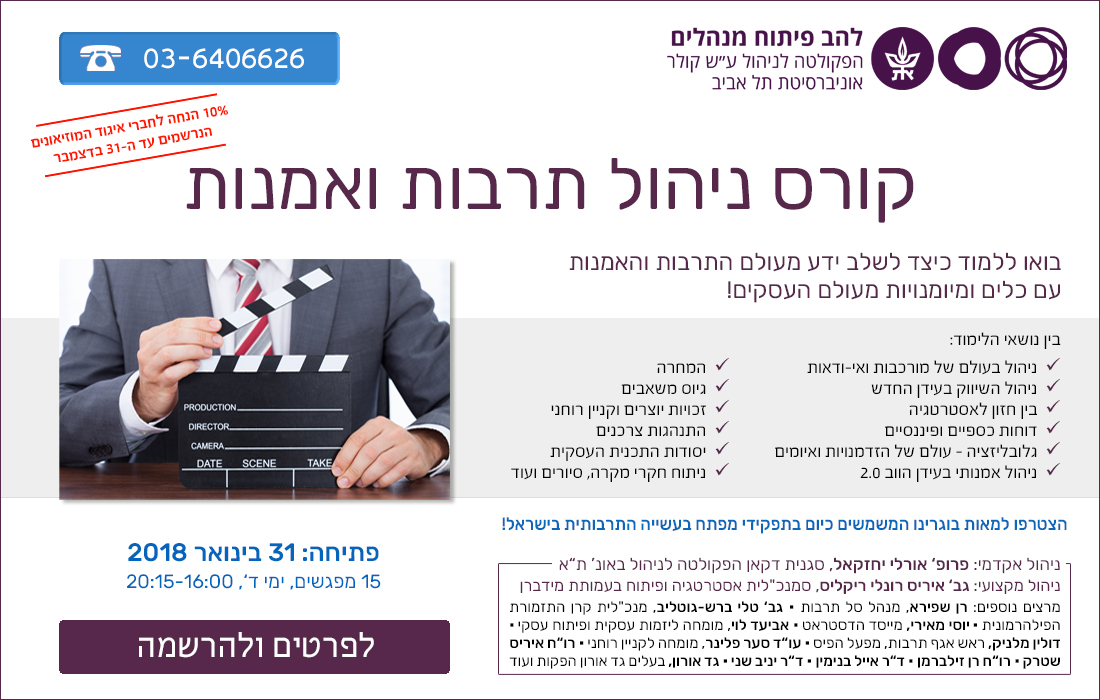 להב פיתוח מנהלים
הפקולטה לניהול ע״ש קולר
אוניברסיטת תל אביב
03-6406626
10% הנחה לחברי איגוד המוזיאונים
הנרשמים עד ה-31 בדצמבר
קורס ניהול תרבות ואמנות
בואו ללמוד כיצד לשלב ידע מעולם התרבות והאמנות
עם כלים ומיומנויות מעולם העסקים!
בין נושאי הלימוד:
ניהול בעולם של מורכבות ואי-ודאות
ניהול השיווק בעידן החדש
בין חזון לאסטרטגיה
דוחות כספיים ופיננסיים
גלובליזציה - עולם של הזדמנויות ואיומים
ניהול אמנותי בעידן הווב 2.0
המחרה
גיוס משאבים
זכויות יוצרים וקניין רוחני
התנהגות צרכנים
יסודות התכנית העסקית
ניתוח חקרי מקרה, סיורים ועוד
PRODUCTION
DIRECTOR
CAMERA
DATE SCENE TAKE
הצטרפו למאות בוגרינו המשמשים כיום בתפקידי מפתח בעשייה התרבותית בישראל!
ניהול אקדמי: פרופ׳ אורלי יחזקאל, סגנית דקאן הפקולטה לניהול באונ׳ ת״א
ניהול מקצועי: גב׳ איריס רונלי ריקליס, סמנכ"לית אסטרטגיה ופיתוח בעמותת מידברן
מרצים נוספים: רן שפירא, מנהל סל תרבות ▪ גב׳ טלי ברש-גוטליב, מנכ"לית קרן התזמורת
הפילהרמונית ▪ יוסי מאירי, מייסד הדסטראט ▪ אביעד לוי, מומחה ליזמות עסקית ופיתוח עסקי ▪
דולין מלניק, ראש אגף תרבות, מפעל הפיס ▪ עו״ד סער פלינר, מומחה לקניין רוחני ▪ רו״ח איריס
שטרק ▪ רו״ח רן זילברמן ▪ ד״ר אייל בנימין ▪ ד״ר יניב שני ▪ גד אורון, בעלים גד אורון הפקות ועוד
פתיחה: 31 בינואר 2018
15 מפגשים, ימי ד׳, 20:15-16:00
לפרטים ולהרשמה